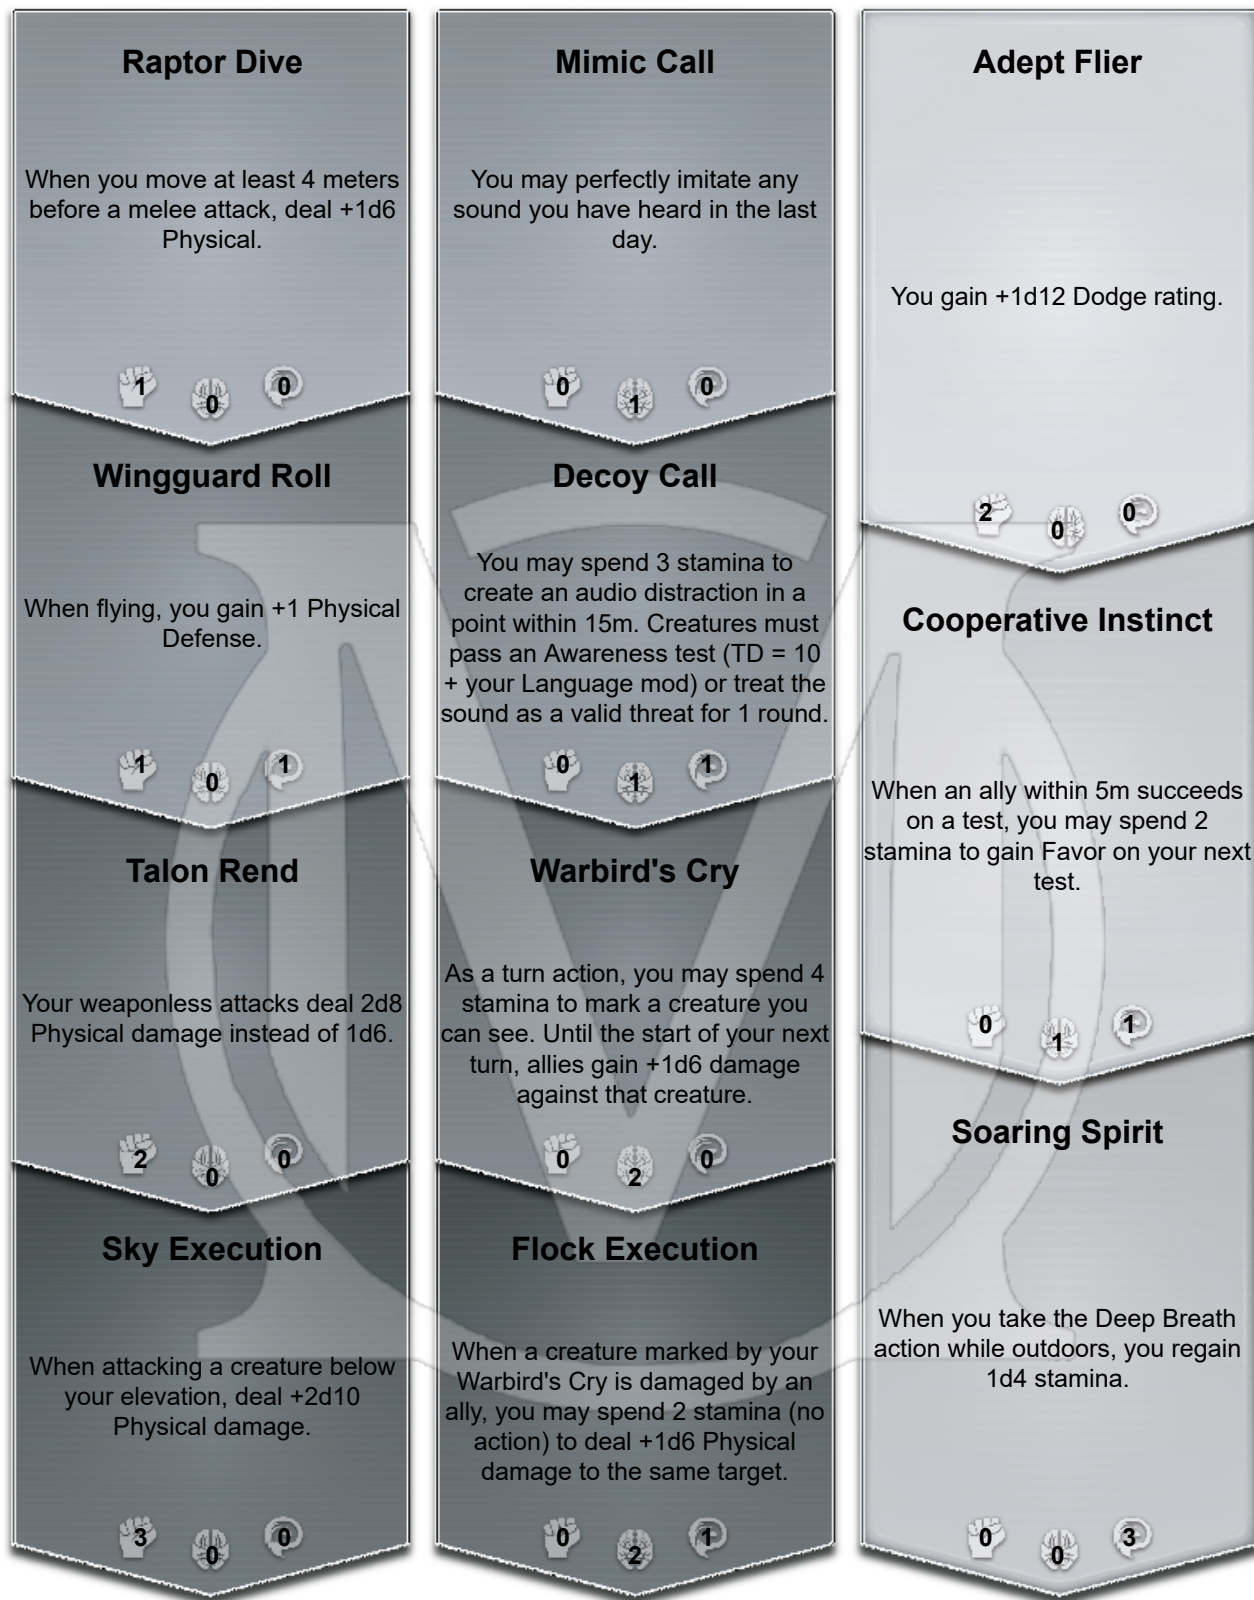 Raptor Dive
When you move at least 4 meters
before a melee attack, deal +1d6
Physical.
1
0
0
Wingguard Roll
When flying, you gain +1 Physical
Defense.
1
0
1
Talon Rend
Your weaponless attacks deal 2d8
Physical damage instead of 1d6.
2
0
0
Sky Execution
When attacking a creature below
your elevation, deal +2d10
Physical damage.
3
0
0
Mimic Call
You may perfectly imitate any
sound you have heard in the last
day.
0
1
0
Decoy Call
You may spend 3 stamina to
create an audio distraction in a
point within 15m. Creatures must
pass an Awareness test (TD = 10
+ your Language mod) or treat the
sound as a valid threat for 1 round.
0
1
1
Warbird's Cry
As a turn action, you may spend 4
stamina to mark a creature you
can see. Until the start of your next
turn, allies gain +1d6 damage
against that creature.
0
2
0
Flock Execution
When a creature marked by your
Warbird's Cry is damaged by an
ally, you may spend 2 stamina (no
action) to deal +1d6 Physical
damage to the same target.
0
2
1
Adept Flier
You gain +1d12 Dodge rating.
2
0
0
Cooperative Instinct
When an ally within 5m succeeds
on a test, you may spend 2
stamina to gain Favor on your next
test.
0
1
1
Soaring Spirit
When you take the Deep Breath
action while outdoors, you regain
1d4 stamina.
0
0
3